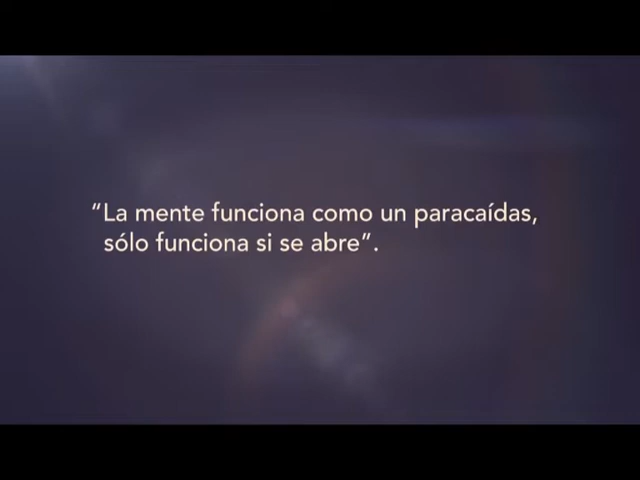 “La mente funciona como un paracaídas,
sólo funciona si se abre”.